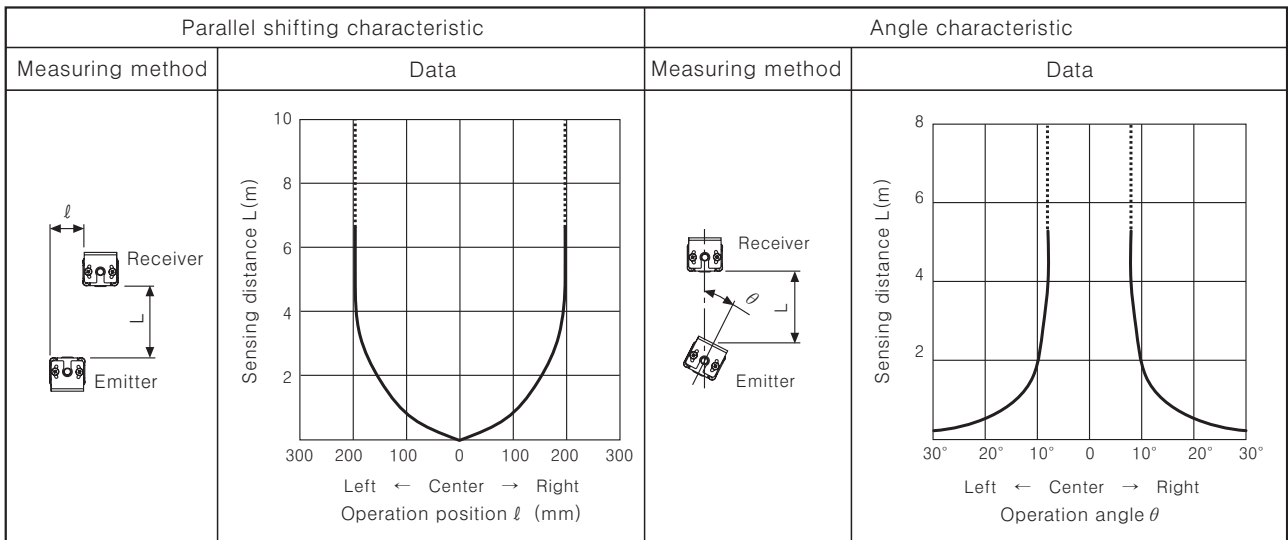 Parallel shifting characteristic
Angle characteristic
Measuring method
Data
Measuring method
Data
ℓ
Receiver
L
Emitter
Sensing distance L(m)
10
8
6
4
2
300 200 100 0 100 200 300
Left ← Center → Right
Operation position ℓ (mm)
Receiver
θ
L
Emitter
Sensing distance L(m)
8
6
4
2
30° 20° 10° 0 10° 20° 30°
Left ← Center → Right
Operation angle θ